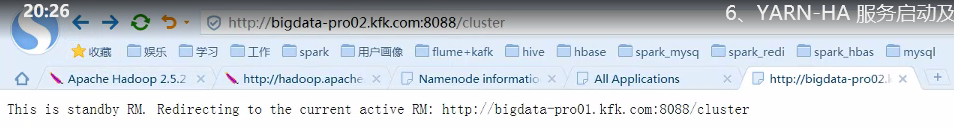 20:26
http://bigdata-pro02.kfk.com:8088/cluster
6、YARN-HA 服务启动及
收藏 娱乐 学习 工作 spark 用户画像 flume+kafk hive hbase spark_mysq spark_redi spark_hbas mysql
Apache Hadoop 2.5.2 http://hadoop.apache. Namenode informatio All Applications http://bigdata-pro02.k
This is standby RM. Redirecting to the current active RM: http://bigdata-pro01.kfk.com:8088/cluster